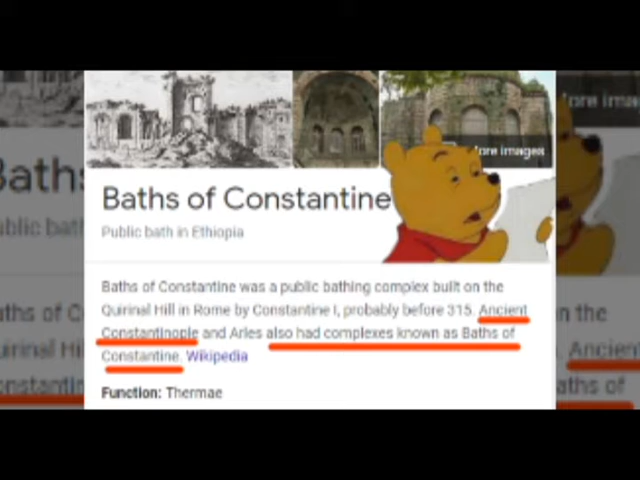 More images
Baths of Constantine
Public bath in Ethiopia
Baths of Constantine was a public bathing complex built on the
Quirinal Hill in Rome by Constantine I, probably before 315. Ancient
Constantinople and Arles also had complexes known as Baths of
Constantine. Wikipedia
Function: Thermae